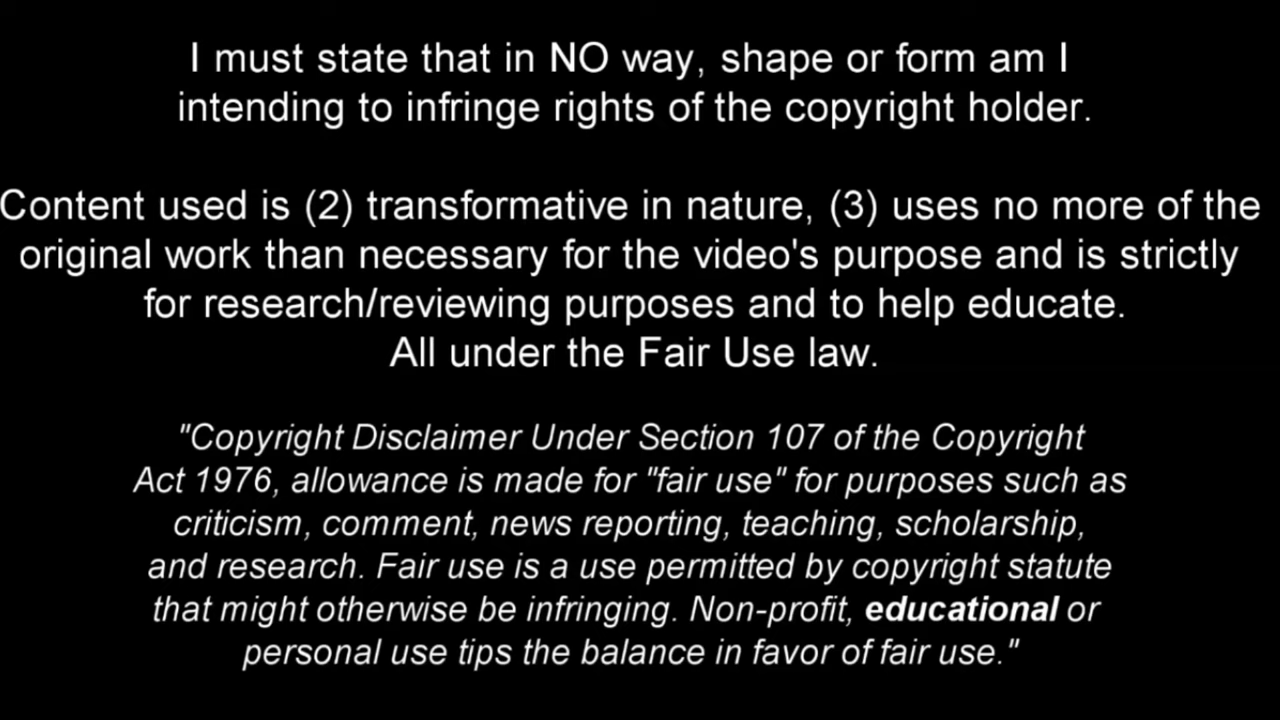 I must state that in NO way, shape or form am I
intending to infringe rights of the copyright holder.
Content used is (2) transformative in nature, (3) uses no more of the
original work than necessary for the video's purpose and is strictly
for research/reviewing purposes and to help educate.
All under the Fair Use law.
"Copyright Disclaimer Under Section 107 of the Copyright
Act 1976, allowance is made for "fair use" for purposes such as
criticism, comment, news reporting, teaching, scholarship,
and research. Fair use is a use permitted by copyright statute
that might otherwise be infringing. Non-profit, educational or
personal use tips the balance in favor of fair use."